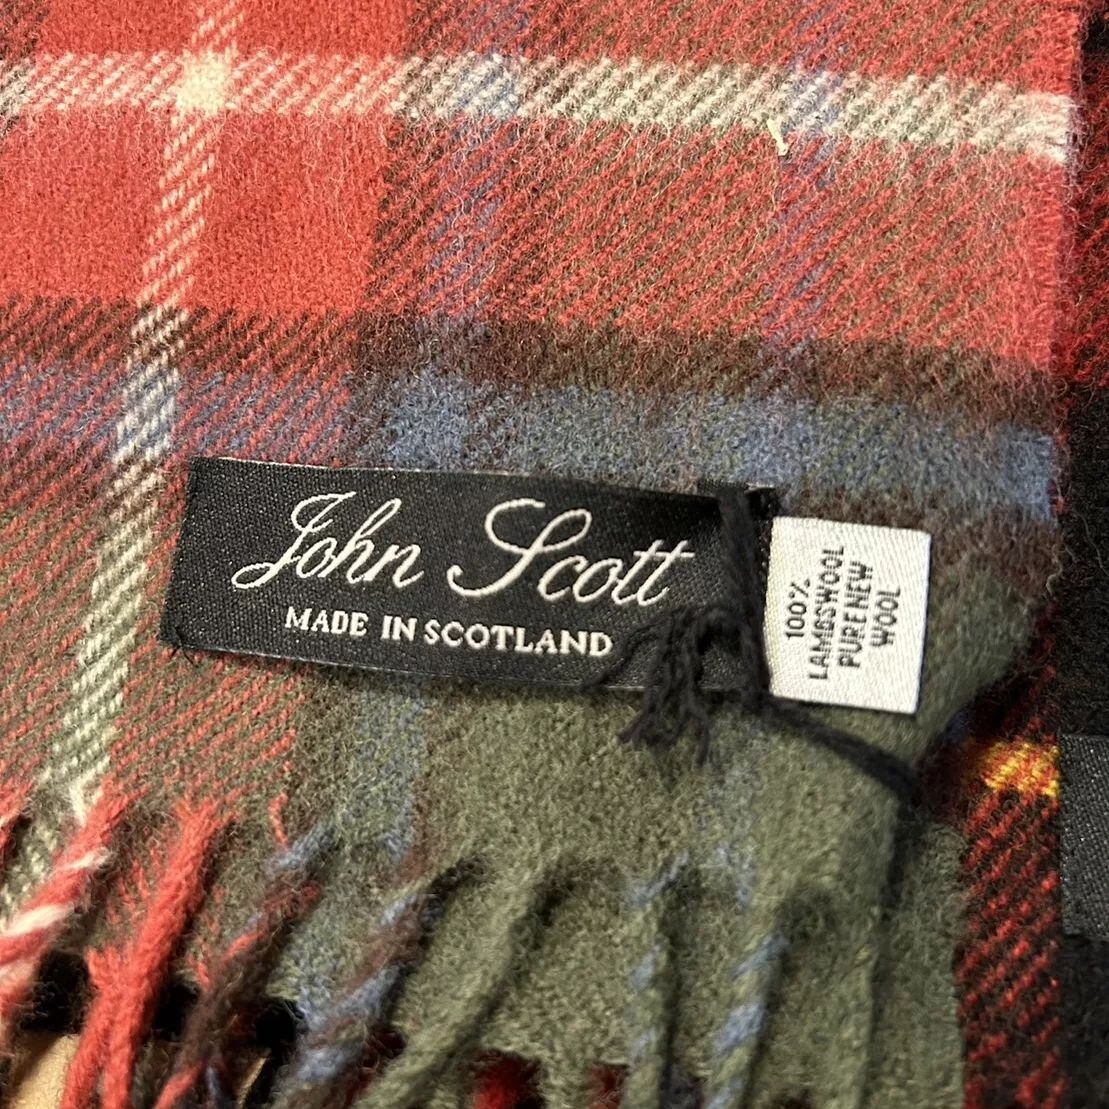 John Scott
MADE IN SCOTLAND
100%
LAMBSWOOL
PURE NEW
WOOL